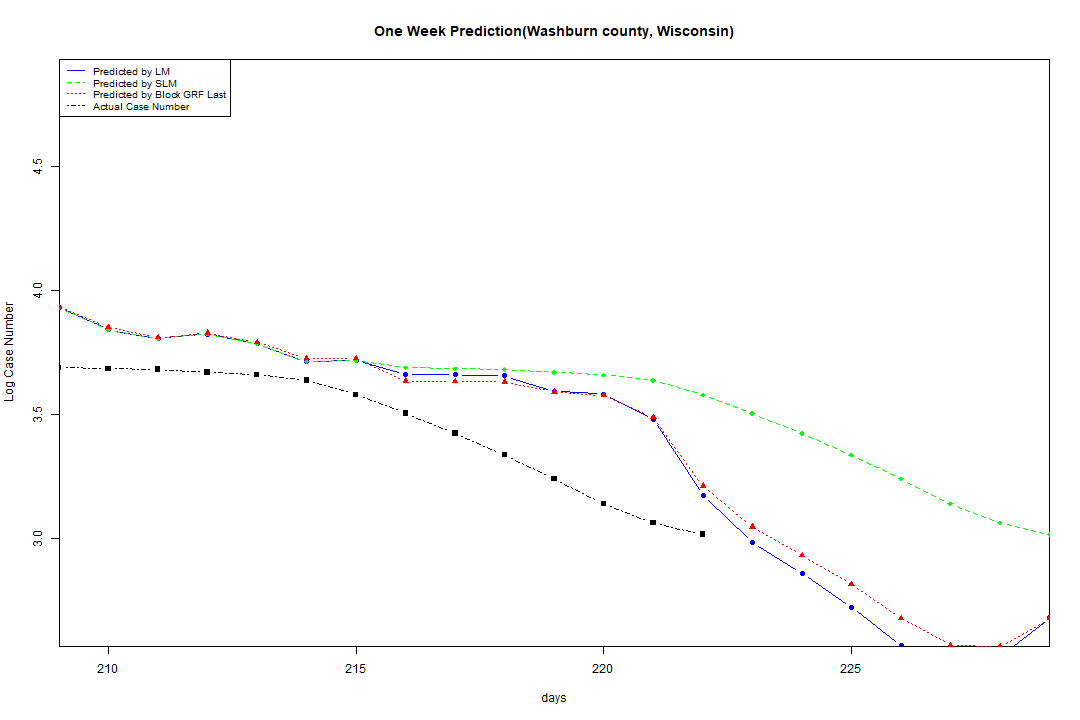 One Week Prediction(Washburn county, Wisconsin)
Predicted by LM
Predicted by SLM
Predicted by Block GRF Last
Actual Case Number
4.5
4.0
3.5
3.0
Log Case Number
210 215 220 225
days